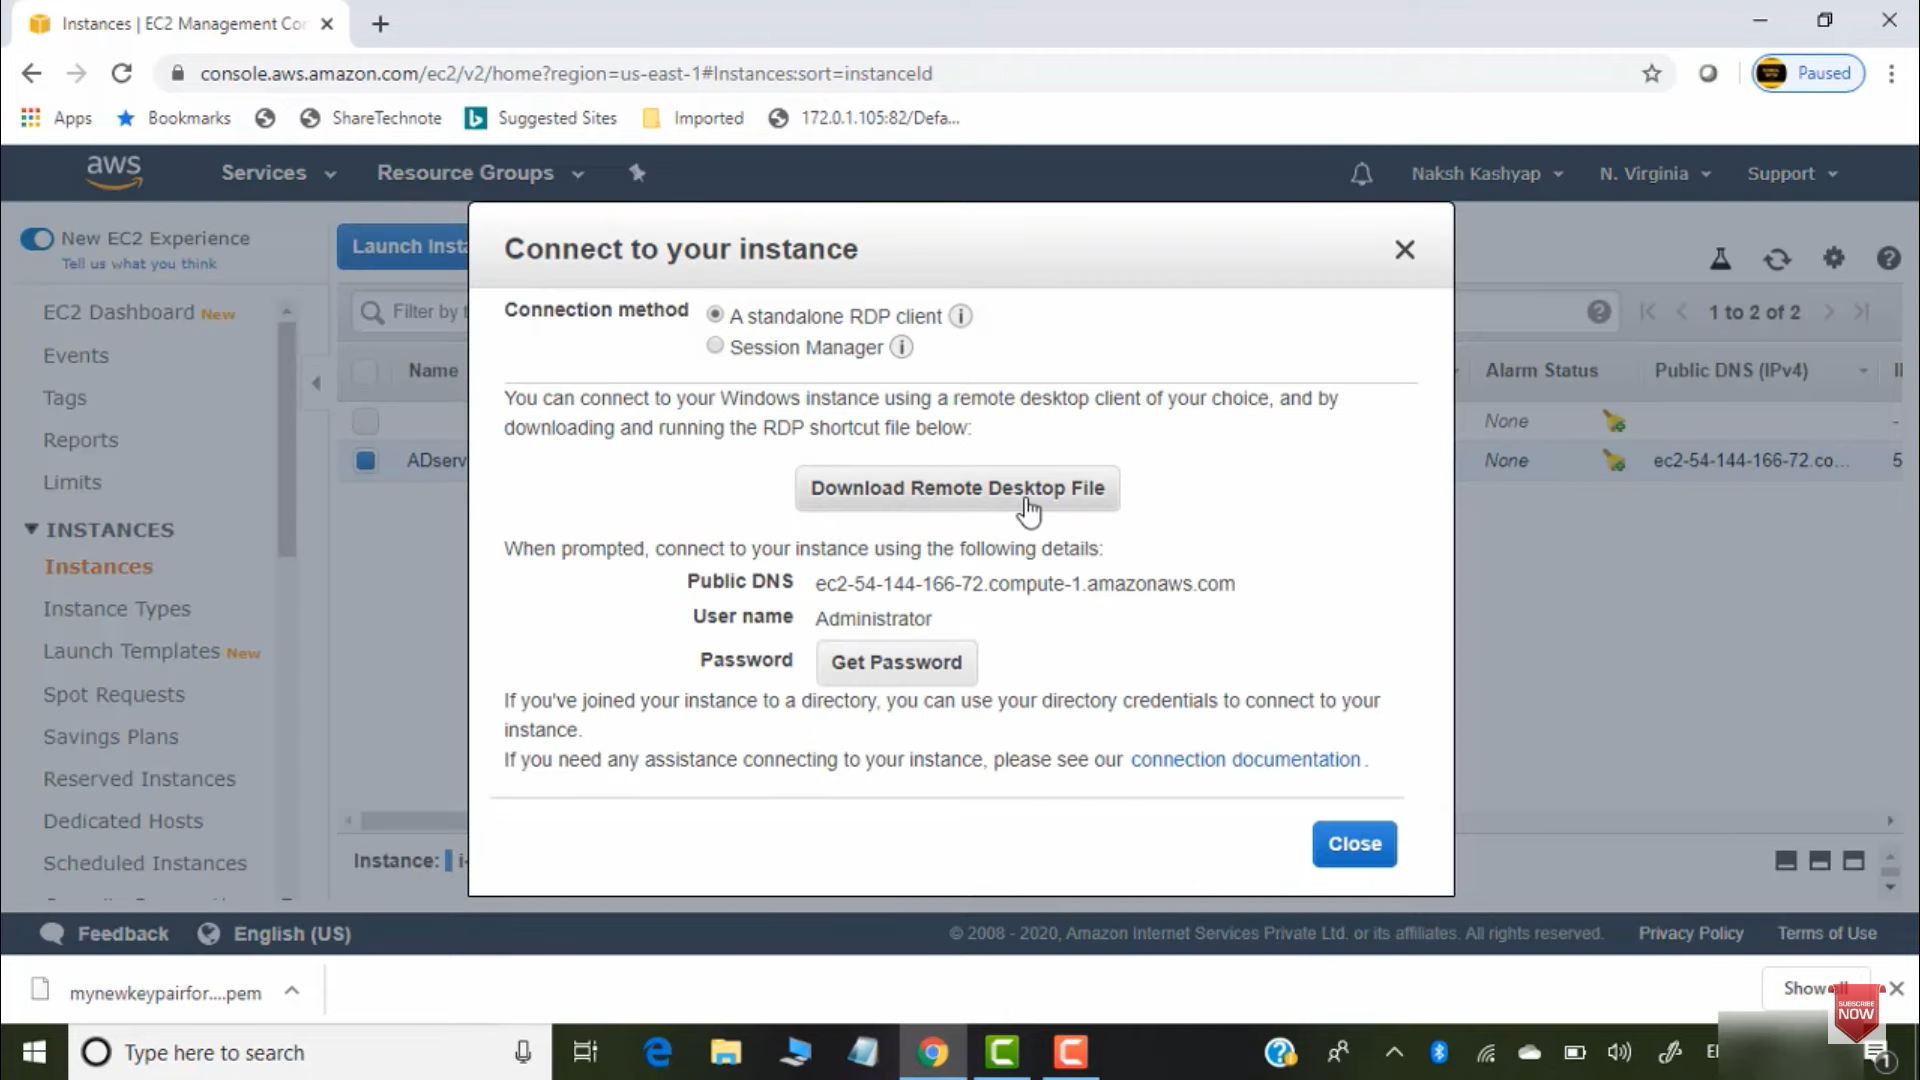 Instances | EC2 Management Co
console.aws.amazon.com/ec2/v2/home?region=us-east-1#Instances:sort=instanceId
Paused
Apps
Bookmarks
ShareTechnote
Suggested Sites
Imported
172.0.1.105:82/Defa...
aws
Services
Resource Groups
Naksh Kashyap
N. Virginia
Support
New EC2 Experience
Tell us what you think
EC2 Dashboard New
Events
Tags
Reports
Limits
INSTANCES
Instances
Instance Types
Launch Templates New
Spot Requests
Savings Plans
Reserved Instances
Dedicated Hosts
Scheduled Instances
Launch Insta
Filter by t
1 to 2 of 2
Name
Alarm Status
Public DNS (IPv4)
None
-
ADserv
None
ec2-54-144-166-72.co...
5
Instance: i-
Connect to your instance
Connection method
A standalone RDP client
Session Manager
You can connect to your Windows instance using a remote desktop client of your choice, and by
downloading and running the RDP shortcut file below:
Download Remote Desktop File
When prompted, connect to your instance using the following details:
Public DNS ec2-54-144-166-72.compute-1.amazonaws.com
User name Administrator
Password Get Password
If you've joined your instance to a directory, you can use your directory credentials to connect to your
instance.
If you need any assistance connecting to your instance, please see our connection documentation.
Close
Feedback
English (US)
© 2008 - 2020, Amazon Internet Services Private Ltd. or its affiliates. All rights reserved.
Privacy Policy
Terms of Use
mynewkeypairfor....pem
Show all
SUBSCRIBE
NOW
Type here to search
1